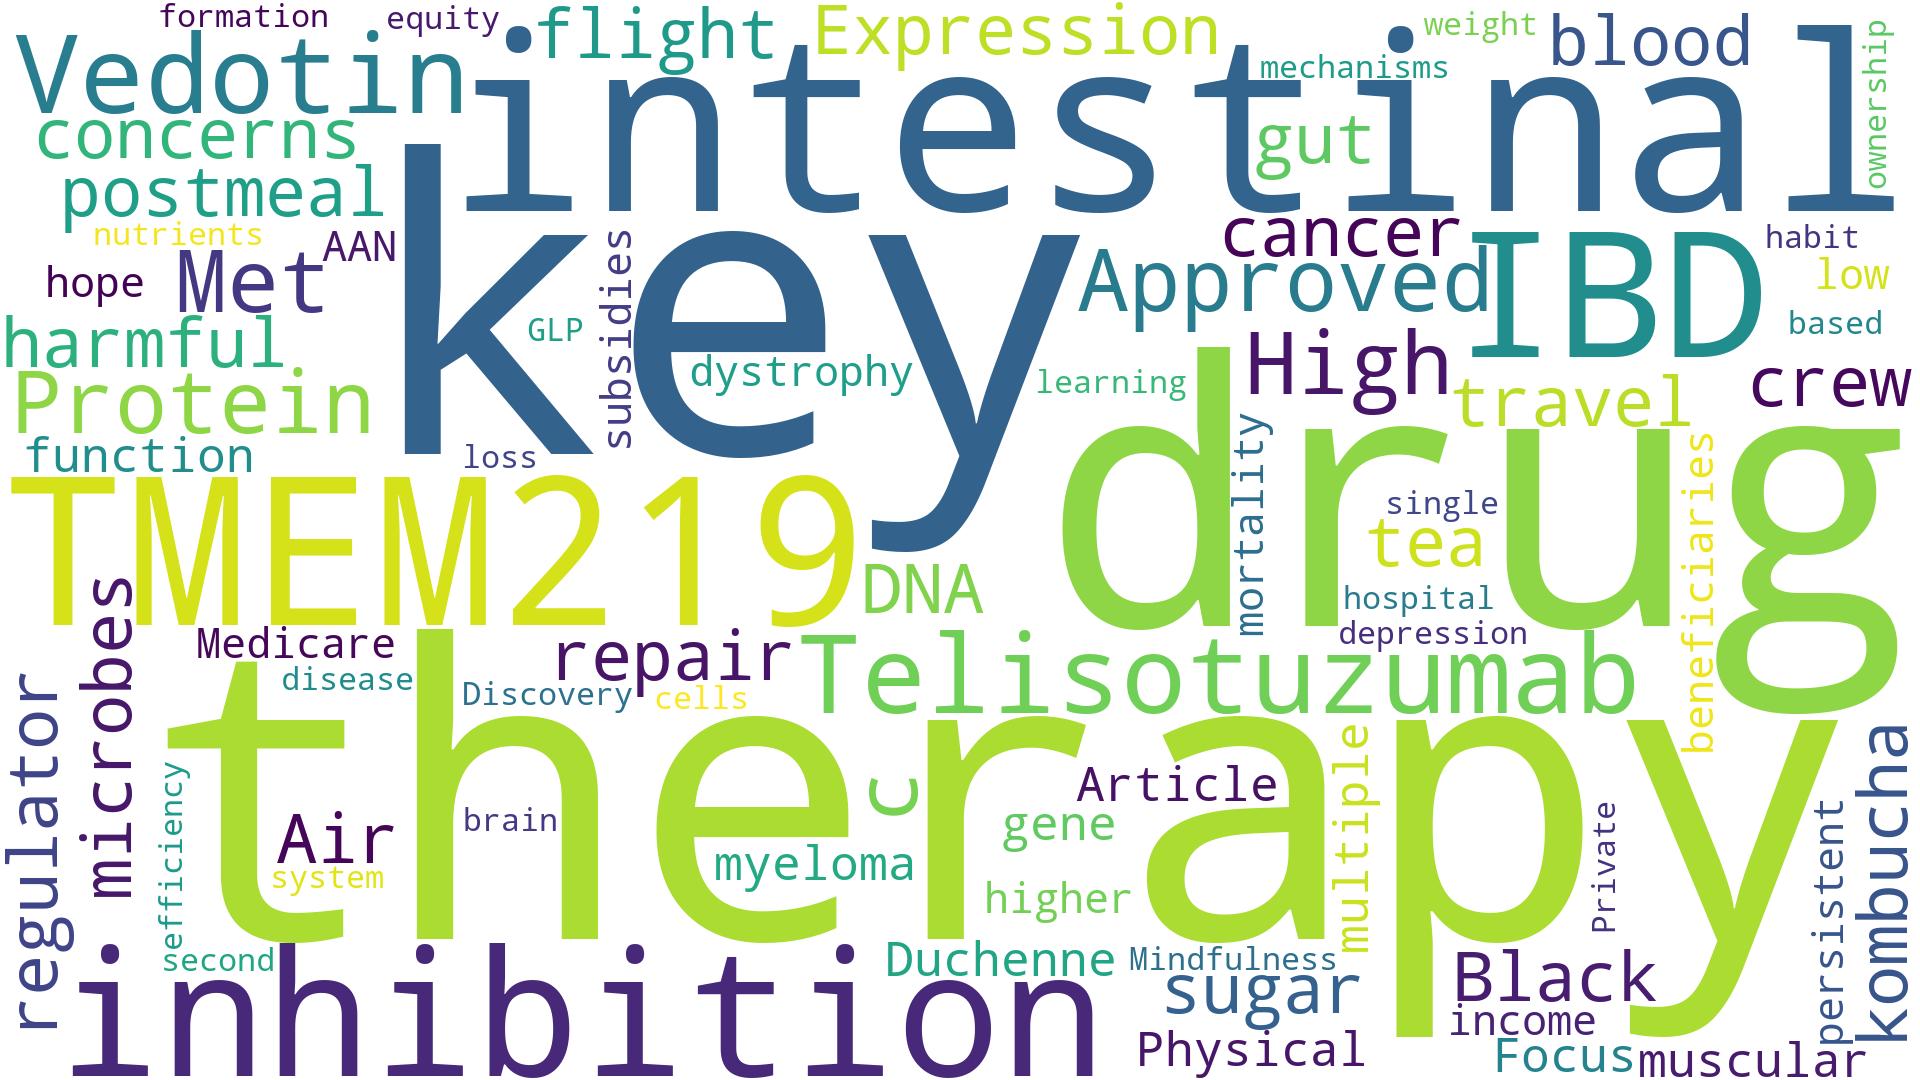 formation
equity
Vedotin
flight
Expression
weight
blood
ownership
intestinal
mechanisms
concerns
gut
postmeal
key
nutrients
AAN
cancer
IBD
habit
hope
Met
subsidies
Approved
low
harmful
GLP
based
High
dystrophy
learning
drug
travel
crew
Protein
function
loss
mortality
beneficiaries
TMEM219
single
tea
DNA
microbes
hospital
Medicare
repair
Telisotuzumab
depression
disease
Discovery
cells
therapy
regulator
efficiency
c
Article
multiple
Private
kombucha
Air
brain
gene
persistent
system
myeloma
higher
second
inhibition
Duchenne
Mindfulness
sugar
Black
income
Physical
Focus
muscular